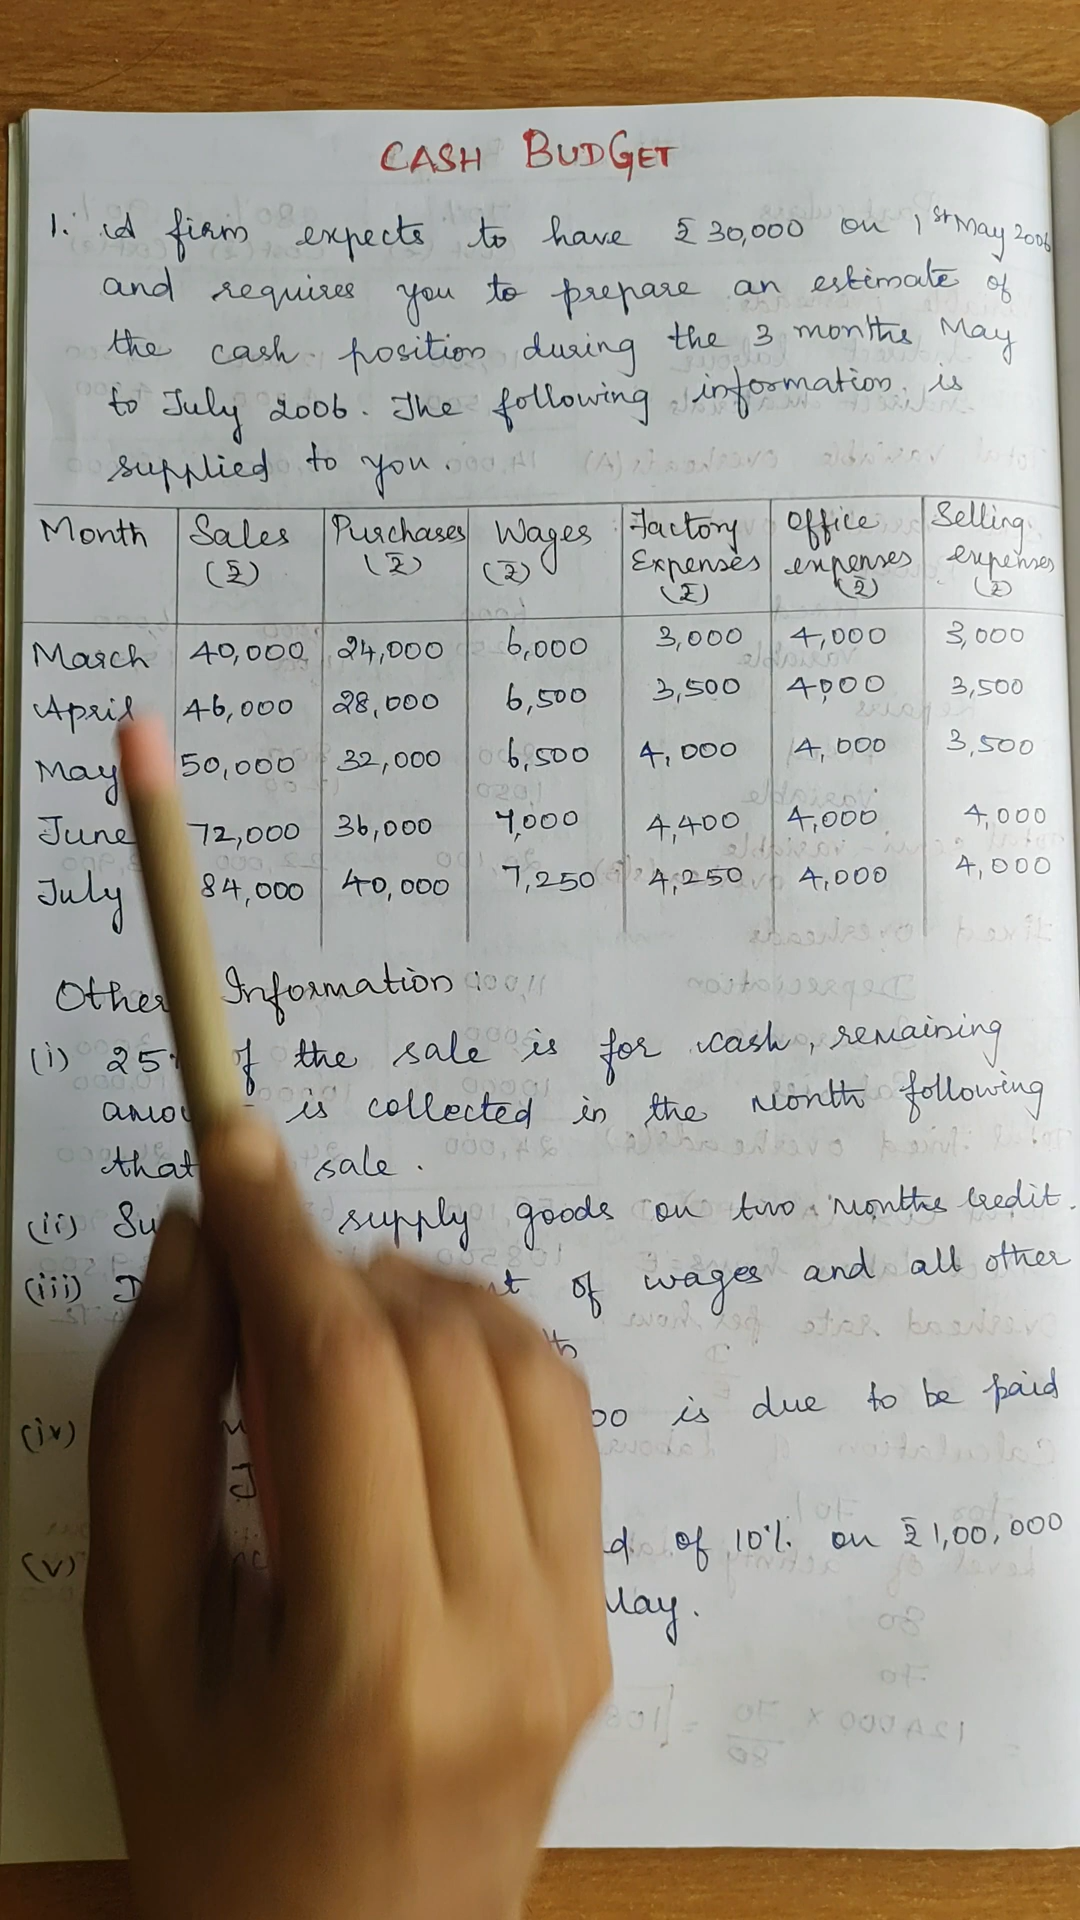 CASH BUDGET
1. A firm expects to have ₹ 30,000 on 1st May 2006
and requires you to prepare an estimate of
the cash position during the 3 months May
to July 2006. The following information is
supplied to you.
Month Sales (₹) Purchases (₹) Wages (₹) Factory Expenses (₹) Office expenses (₹) Selling expenses (₹)
March 40,000 24,000 6,000 3,000 4,000 3,000
April 46,000 28,000 6,500 3,500 4,000 3,500
May 50,000 32,000 6,500 4,000 4,000 3,500
June 72,000 36,000 7,000 4,400 4,000 4,000
July 84,000 40,000 7,250 4,250 4,000 4,000
Other Information :
(i) 25% of the sale is for cash, remaining
is collected in the month following
that sale.
(ii) supply goods on two months credit.
(iii) of wages and all other
(iv) is due to be paid
(v) of 10% on ₹ 1,00,000
May.